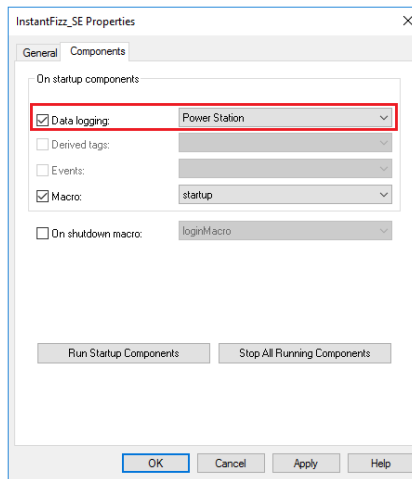 InstantFizz_SE Properties
General
Components
On startup components
Data logging:
Power Station
Derived tags:
Events:
Macro:
startup
On shutdown macro:
loginMacro
Run Startup Components
Stop All Running Components
OK
Cancel
Apply
Help